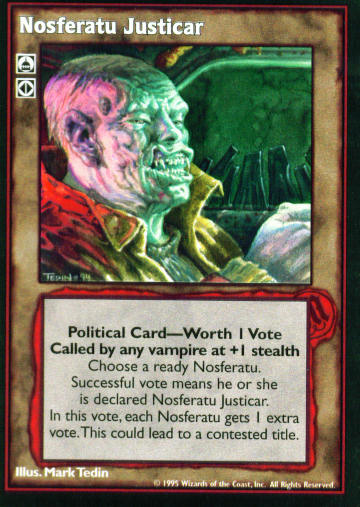 Nosferatu Justicar
TEDIN © 94
Political Card—Worth 1 Vote
Called by any vampire at +1 stealth
Choose a ready Nosferatu.
Successful vote means he or she
is declared Nosferatu Justicar.
In this vote, each Nosferatu gets 1 extra
vote. This could lead to a contested title.
Illus. Mark Tedin
© 1995 Wizards of the Coast, Inc. All Rights Reserved.